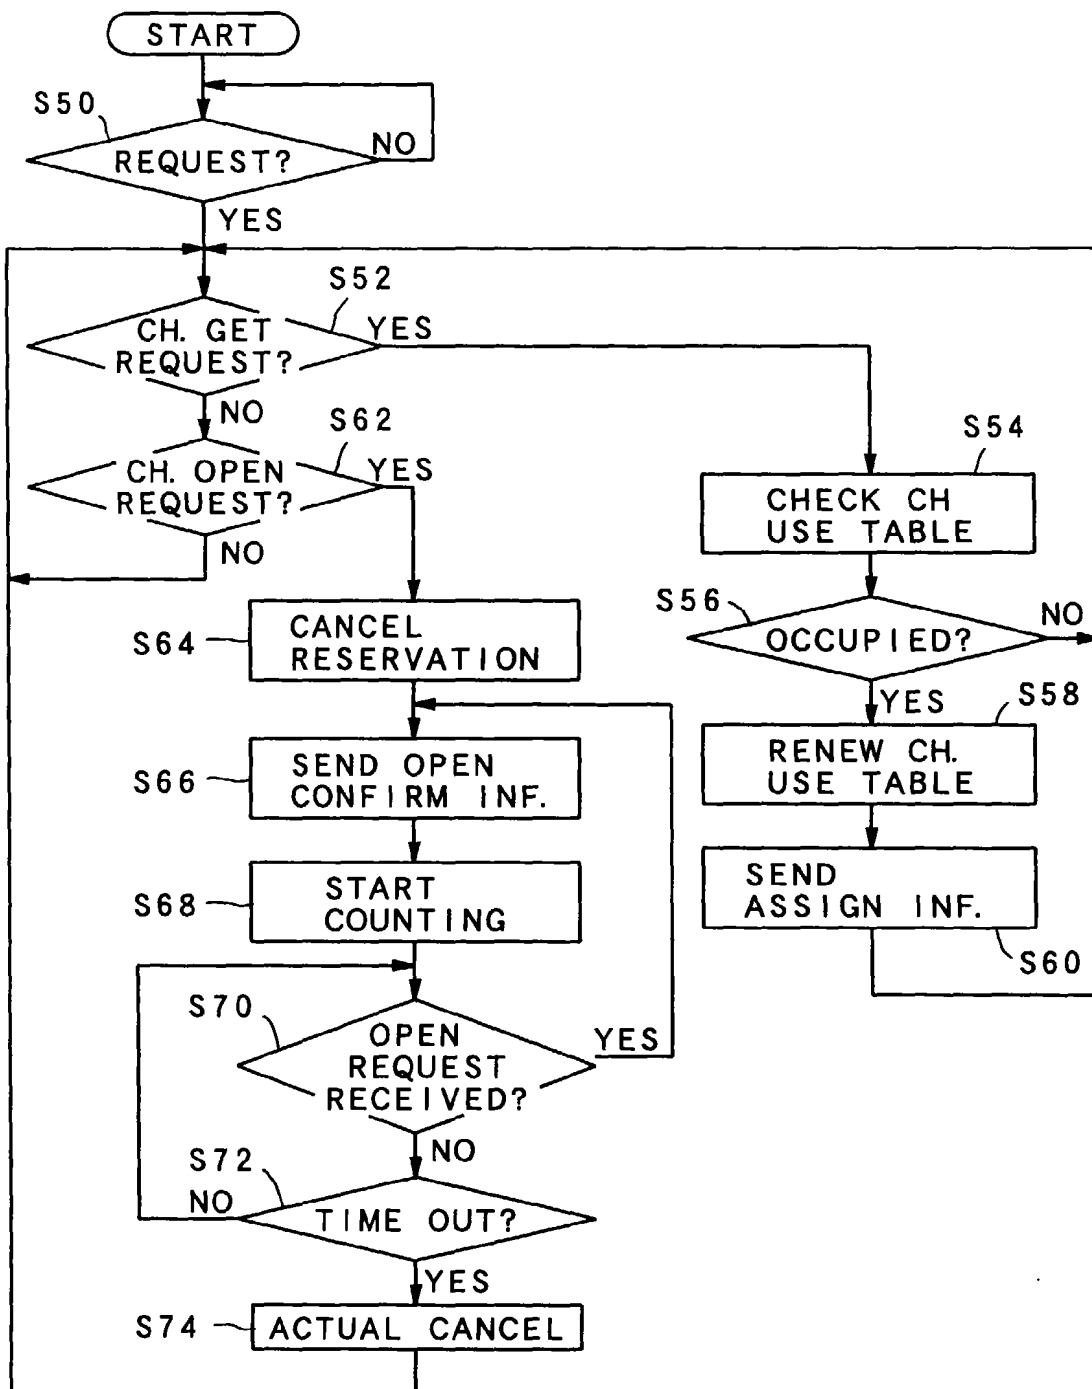 START
S50
REQUEST?
NO
YES
S52
CH. GET
REQUEST?
YES
NO
S62
CH. OPEN
REQUEST?
YES
NO
S54
CHECK CH
USE TABLE
S56
OCCUPIED?
NO
YES
S58
RENEW CH.
USE TABLE
SEND
ASSIGN INF.
S60
S64
CANCEL
RESERVATION
S66
SEND OPEN
CONFIRM INF.
S68
START
COUNTING
S70
OPEN
REQUEST
RECEIVED?
YES
NO
S72
NO
TIME OUT?
YES
S74
ACTUAL CANCEL